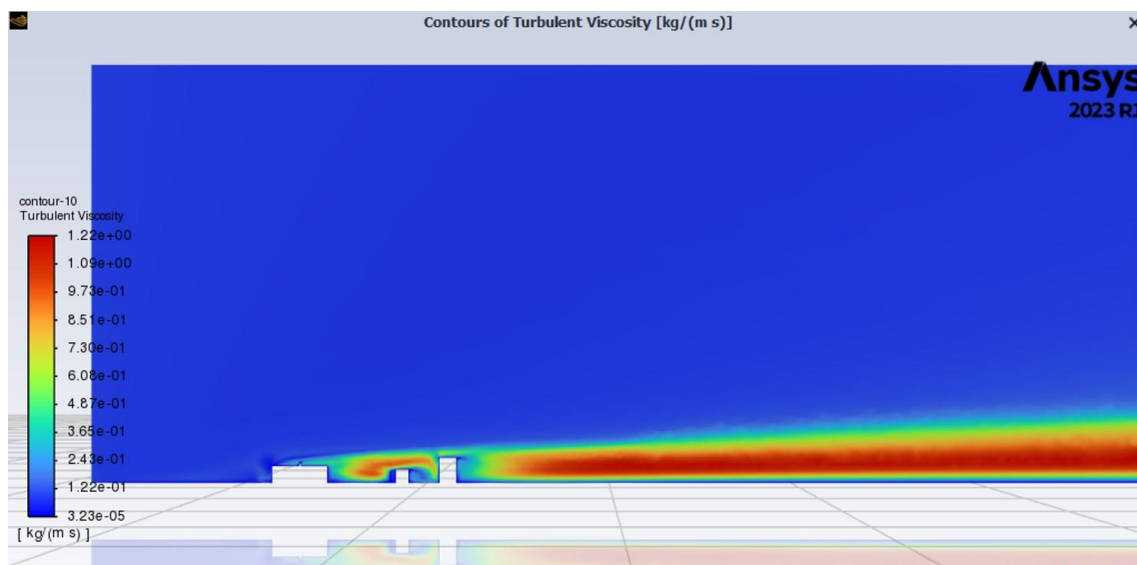 Contours of Turbulent Viscosity [kg/(m s)]
Ansys
2023 R1
contour-10
Turbulent Viscosity
1.22e+00
1.09e+00
9.73e-01
8.51e-01
7.30e-01
6.08e-01
4.87e-01
3.65e-01
2.43e-01
1.22e-01
3.23e-05
[ kg/(m s) ]